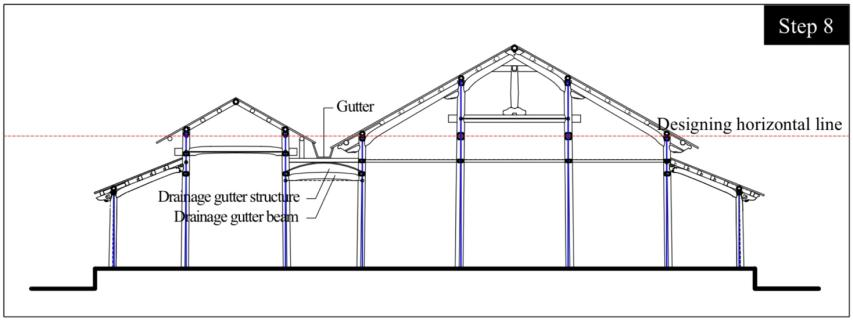 Step 8
Gutter
Designing horizontal line
Drainage gutter structure
Drainage gutter beam